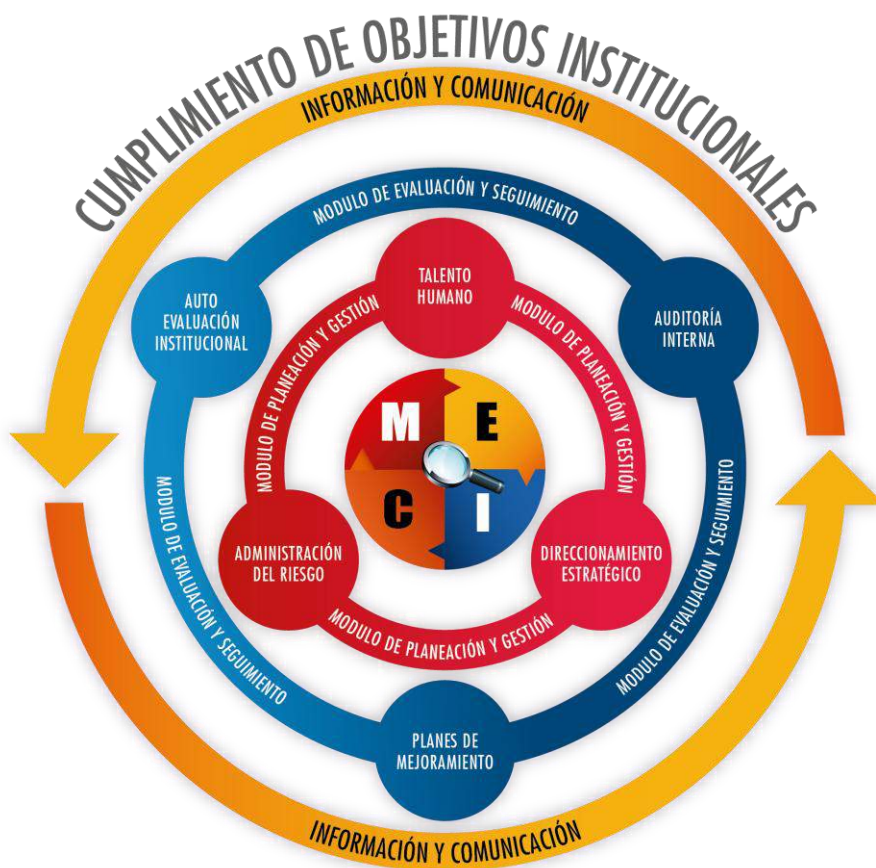 CUMPLIMIENTO DE OBJETIVOS INSTITUCIONALES
INFORMACIÓN Y COMUNICACIÓN
MODULO DE EVALUACIÓN Y SEGUIMIENTO
TALENTO
HUMANO
AUTO
EVALUACIÓN
INSTITUCIONAL
AUDITORÍA
INTERNA
MODULO DE PLANEACIÓN Y GESTIÓN
MODULO DE PLANEACIÓN Y GESTIÓN
M E
C I
ADMINISTRACIÓN
DEL RIESGO
DIRECCIONAMIENTO
ESTRATÉGICO
MODULO DE PLANEACIÓN Y GESTIÓN
MODULO DE EVALUACIÓN Y SEGUIMIENTO
MODULO DE EVALUACIÓN Y SEGUIMIENTO
PLANES DE
MEJORAMIENTO
INFORMACIÓN Y COMUNICACIÓN